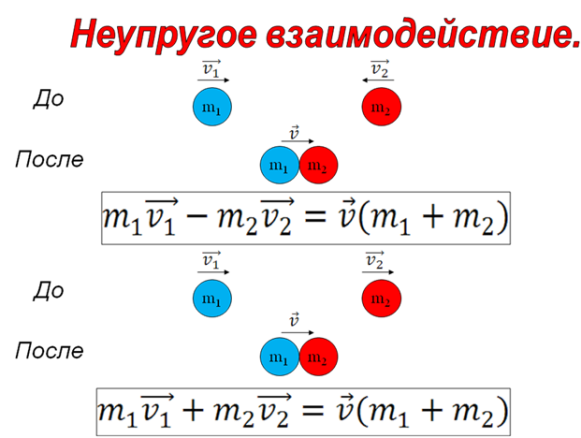 Неупругое взаимодействие.
v₁→ v₂→
До m₁ m₂
v→
После m₁ m₂
m₁v₁→ − m₂v₂→ = v→(m₁ + m₂)
v₁→ v₂→
До m₁ m₂
v→
После m₁ m₂
m₁v₁→ + m₂v₂→ = v→(m₁ + m₂)